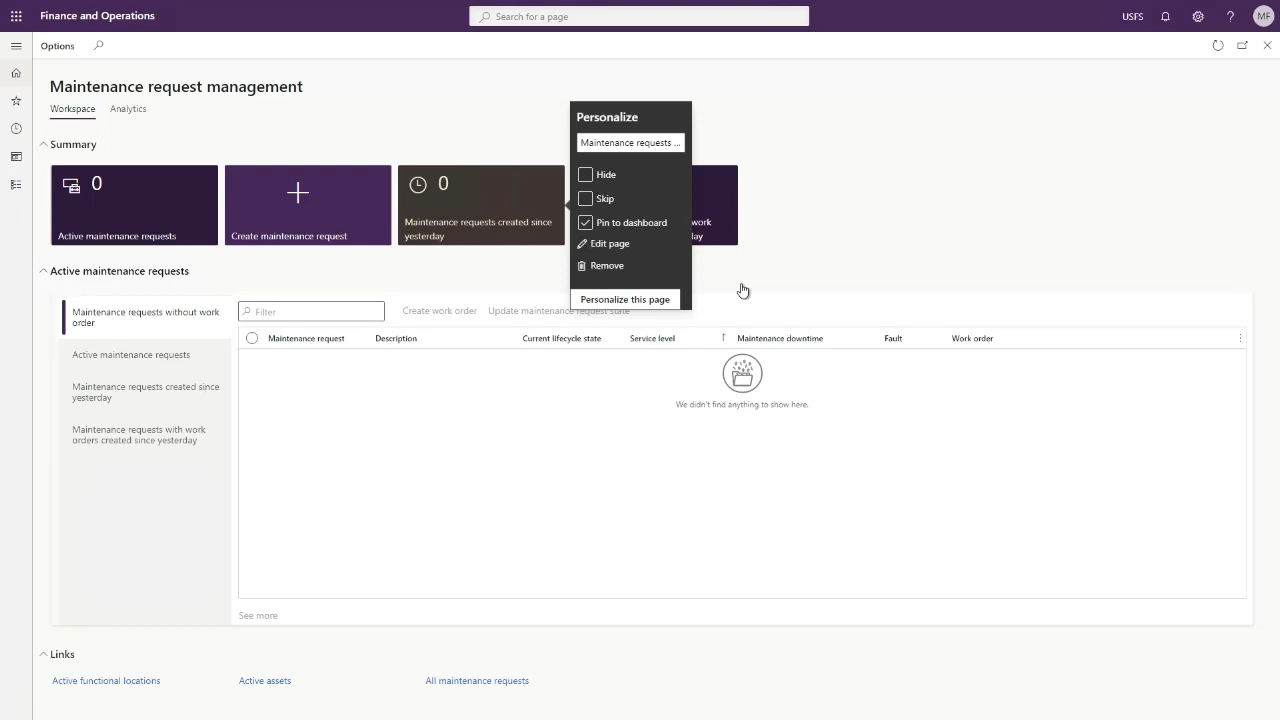 Finance and Operations
Search for a page
USFS
?
MF
Options
Maintenance request management
Workspace
Analytics
Summary
0
Active maintenance requests
Create maintenance request
0
Maintenance requests created since
yesterday
work
lay
Personalize
Maintenance requests ...
Hide
Skip
Pin to dashboard
Edit page
Remove
Personalize this page
Active maintenance requests
Maintenance requests without work
order
Active maintenance requests
Maintenance requests created since
yesterday
Maintenance requests with work
orders created since yesterday
Filter
Create work order
Update maintenance request state
Maintenance request
Description
Current lifecycle state
Service level
Maintenance downtime
Fault
Work order
We didn't find anything to show here.
See more
Links
Active functional locations
Active assets
All maintenance requests